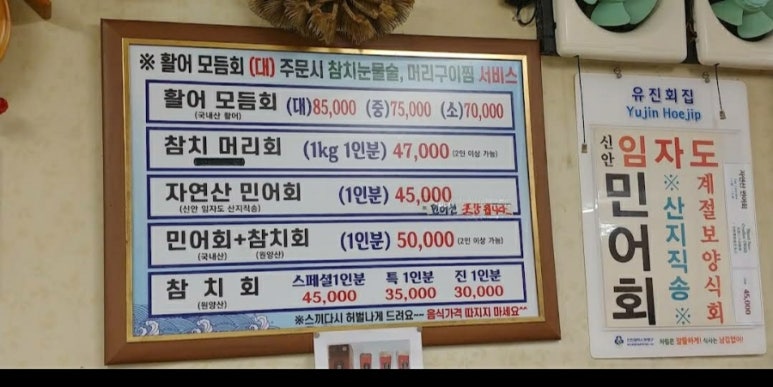 ※ 활어 모듬회 (대) 주문시 참치눈물술, 머리구이찜 서비스
활어 모듬회 (대)85,000 (중)75,000 (소)70,000
(국내산 활어)
참치 머리회 (1kg 1인분) 47,000 (2인 이상 가능)
자연산 민어회 (1인분) 45,000
(신안 임자도 산지직송)
민어회+참치회 (1인분) 50,000 (2인 이상 가능)
(국내산) (원양산)
참 치 회 스페셜1인분 특 1인분 진 1인분
(원양산) 45,000 35,000 30,000
※스끼다시 허벌나게 드려요~~ 음식가격 따지지 마세요^^
유진회집
Yujin Hoejip
신안 임자도
민어회
※산지직송※
계절보양식회
자연산 민어회
45,000